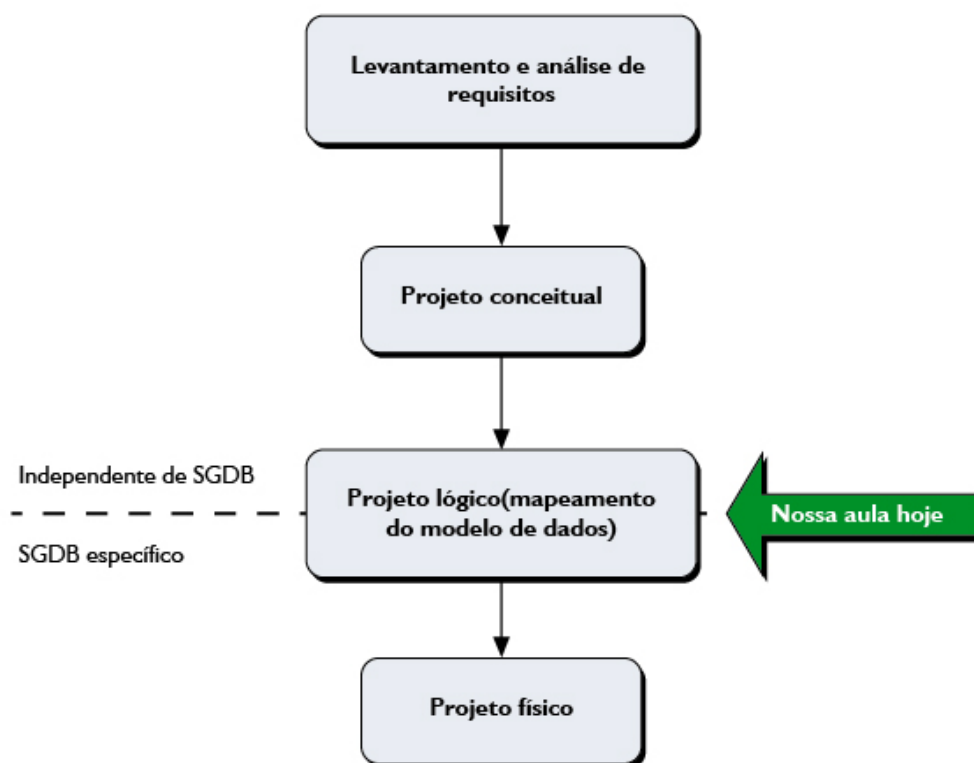 Levantamento e análise de
requisitos
Projeto conceitual
Independente de SGDB
SGDB específico
Projeto lógico(mapeamento
do modelo de dados)
Nossa aula hoje
Projeto físico